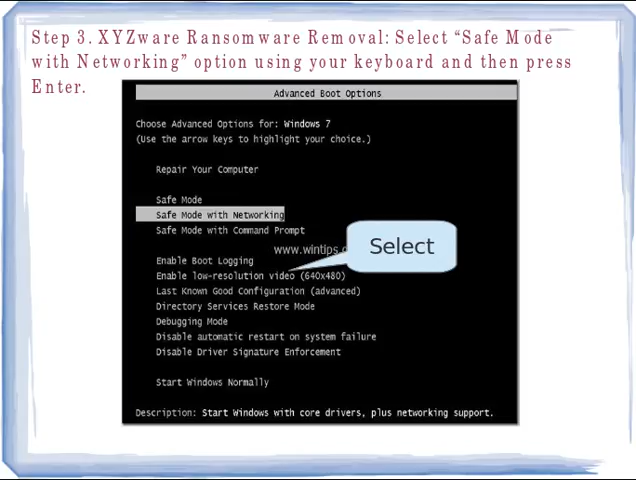 Step 3. XYZware Ransomware Removal: Select “Safe Mode
with Networking” option using your keyboard and then press
Enter.
Advanced Boot Options
Choose Advanced Options for: Windows 7
(Use the arrow keys to highlight your choice.)
Repair Your Computer
Safe Mode
Safe Mode with Networking
Safe Mode with Command Prompt
Select
www.wintips.
Enable Boot Logging
Enable low-resolution video (640x480)
Last Known Good Configuration (advanced)
Directory Services Restore Mode
Debugging Mode
Disable automatic restart on system failure
Disable Driver Signature Enforcement
Start Windows Normally
Description: Start Windows with core drivers, plus networking support.